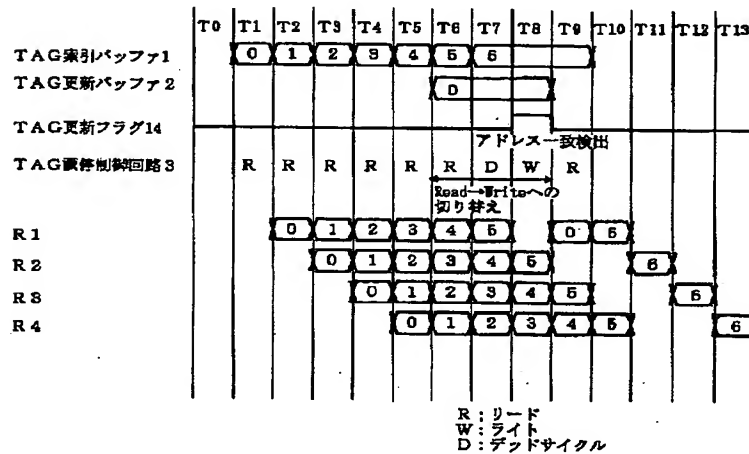 T0 T1 T2 T3 T4 T5 T6 T7 T8 T9 T10 T11 T12 T13
TAG索引バッファ1 0 1 2 3 4 5 6
TAG更新バッファ2 D
TAG更新フラグ14
アドレス一致検出
TAG調停制御回路3 R R R R R R D W R
Read→Writeへの
切り替え
R1 0 1 2 3 4 5 0 6
R2 0 1 2 3 4 5 6
R3 0 1 2 3 4 5 6
R4 0 1 2 3 4 5 6
R:リード
W:ライト
D:デッドサイクル